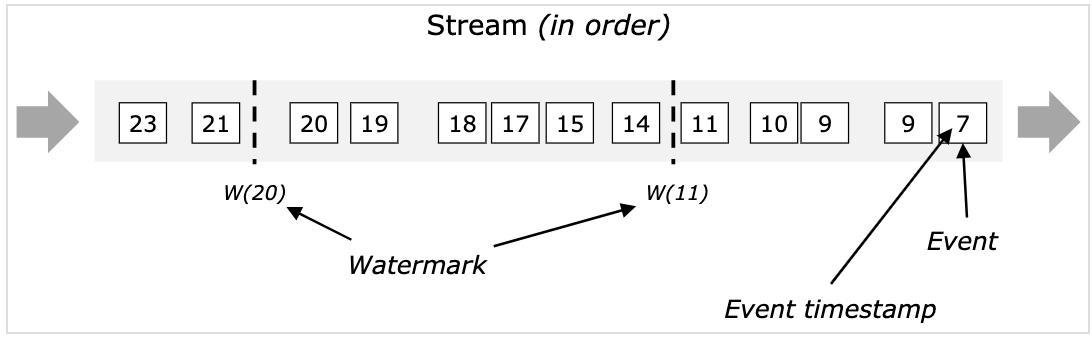 Stream (in order)
23 21 20 19 18 17 15 14 11 10 9 9 7
W(20) W(11)
Watermark
Event
Event timestamp